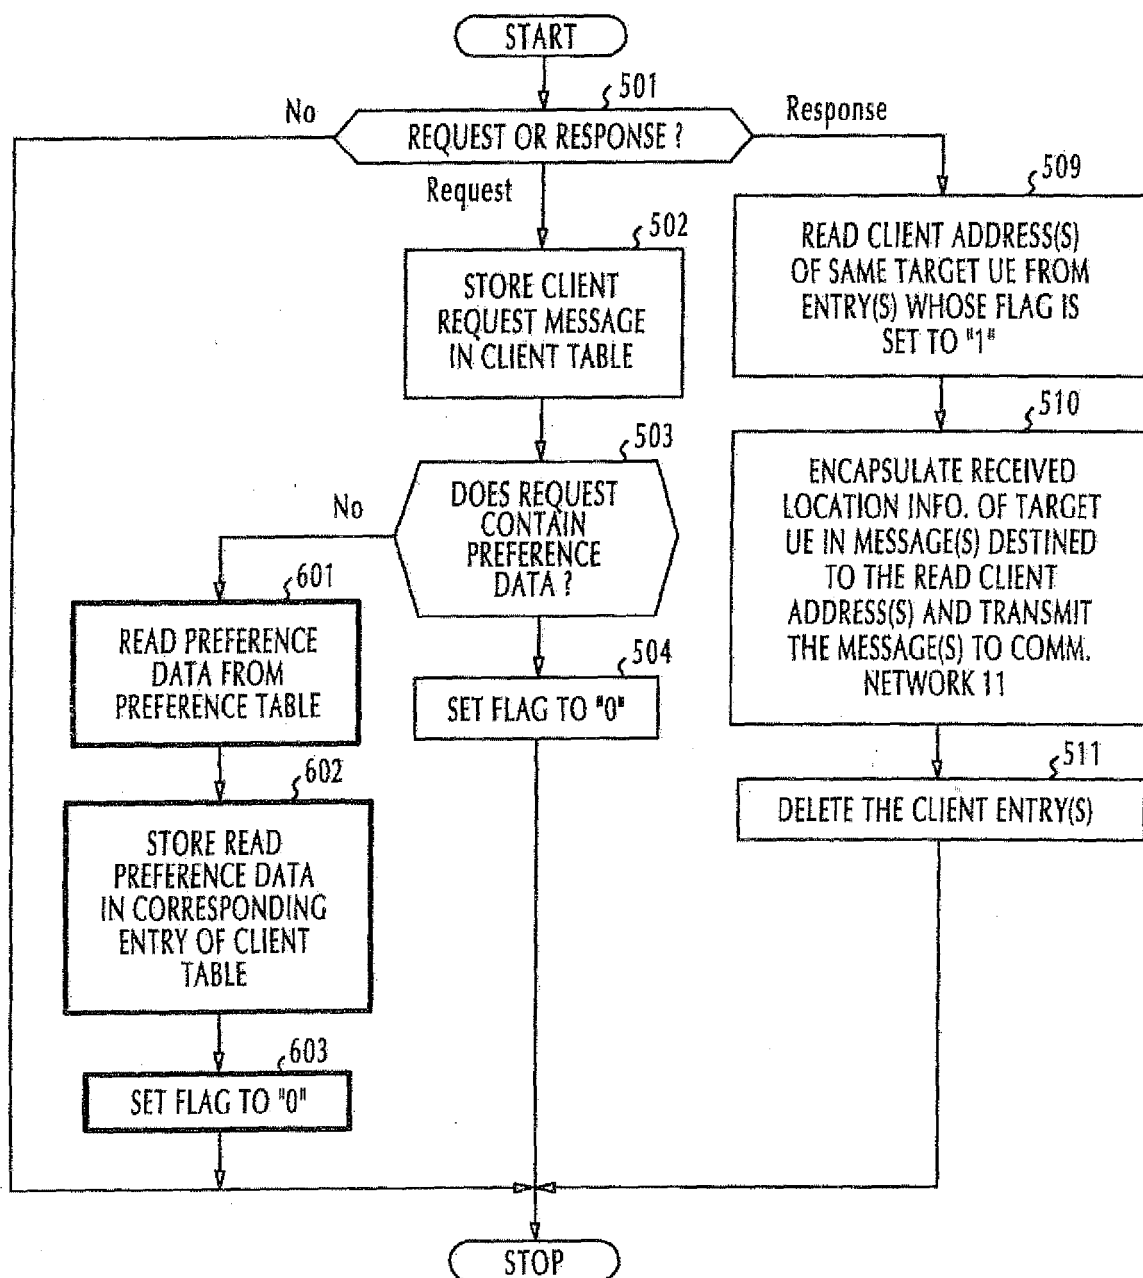 START
501
No
REQUEST OR RESPONSE ?
Response
Request
509
READ CLIENT ADDRESS(S)
OF SAME TARGET UE FROM
ENTRY(S) WHOSE FLAG IS
SET TO "1"
502
STORE CLIENT
REQUEST MESSAGE
IN CLIENT TABLE
510
ENCAPSULATE RECEIVED
LOCATION INFO. OF TARGET
UE IN MESSAGE(S) DESTINED
TO THE READ CLIENT
ADDRESS(S) AND TRANSMIT
THE MESSAGE(S) TO COMM.
NETWORK 11
503
DOES REQUEST
CONTAIN
PREFERENCE
DATA ?
No
601
READ PREFERENCE
DATA FROM
PREFERENCE TABLE
504
SET FLAG TO "0"
511
DELETE THE CLIENT ENTRY(S)
602
STORE READ
PREFERENCE DATA
IN CORRESPONDING
ENTRY OF CLIENT
TABLE
603
SET FLAG TO "0"
STOP